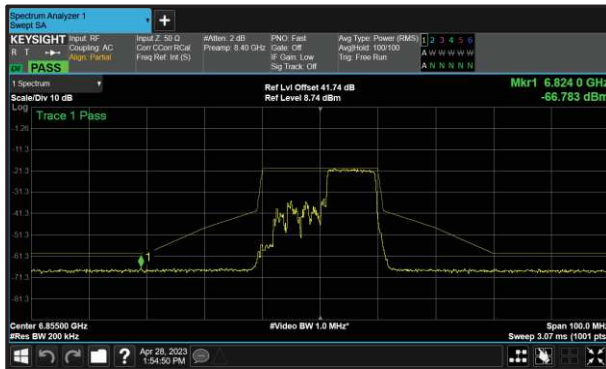 Spectrum Analyzer 1
Swept SA
+
KEYSIGHT
R T
PASS
Input: RF
Coupling: AC
Align: Partial
Input Z: 50 Ω
Corr CCorr RCal
Freq Ref: Int (S)
#Atten: 2 dB
Preamp: 8.40 GHz
PNO: Fast
Gate: Off
IF Gain: Low
Sig Track: Off
Avg Type: Power (RMS)
Avg|Hold: 100/100
Trig: Free Run
1 2 3 4 5 6
A W W W W W
A N N N N N
1 Spectrum
Scale/Div 10 dB
Ref Lvl Offset 41.74 dB
Ref Level 8.74 dBm
Mkr1 6.824 0 GHz
-66.783 dBm
Log
Trace 1 Pass
-1.26
-11.3
-21.3
-31.3
-41.3
-51.3
-61.3
-71.3
-81.3
1
Center 6.85500 GHz
#Res BW 200 kHz
#Video BW 1.0 MHz*
Span 100.0 MHz
Sweep 3.07 ms (1001 pts)
?
Apr 28, 2023
1:54:50 PM